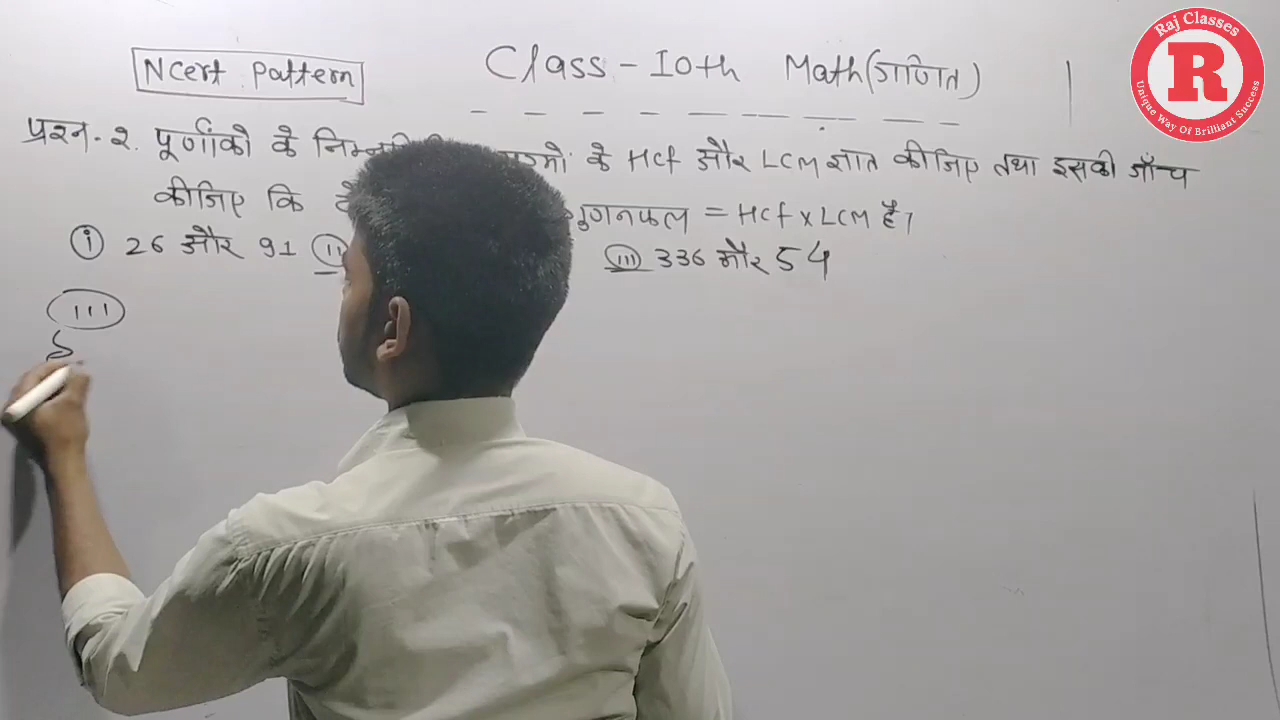 Raj Classes
R
Unique Way Of Brilliant Success
Ncert Pattern
Class - 10th Math (गणित)
प्रश्न-2. पूर्णांको के के HCf और LCM ज्ञात कीजिए तथा इसकी जाँच
कीजिए कि गुणनफल = HCf x LCM है।
(i) 26 और 91 (ii) (iii) 336 और 54
(iii)